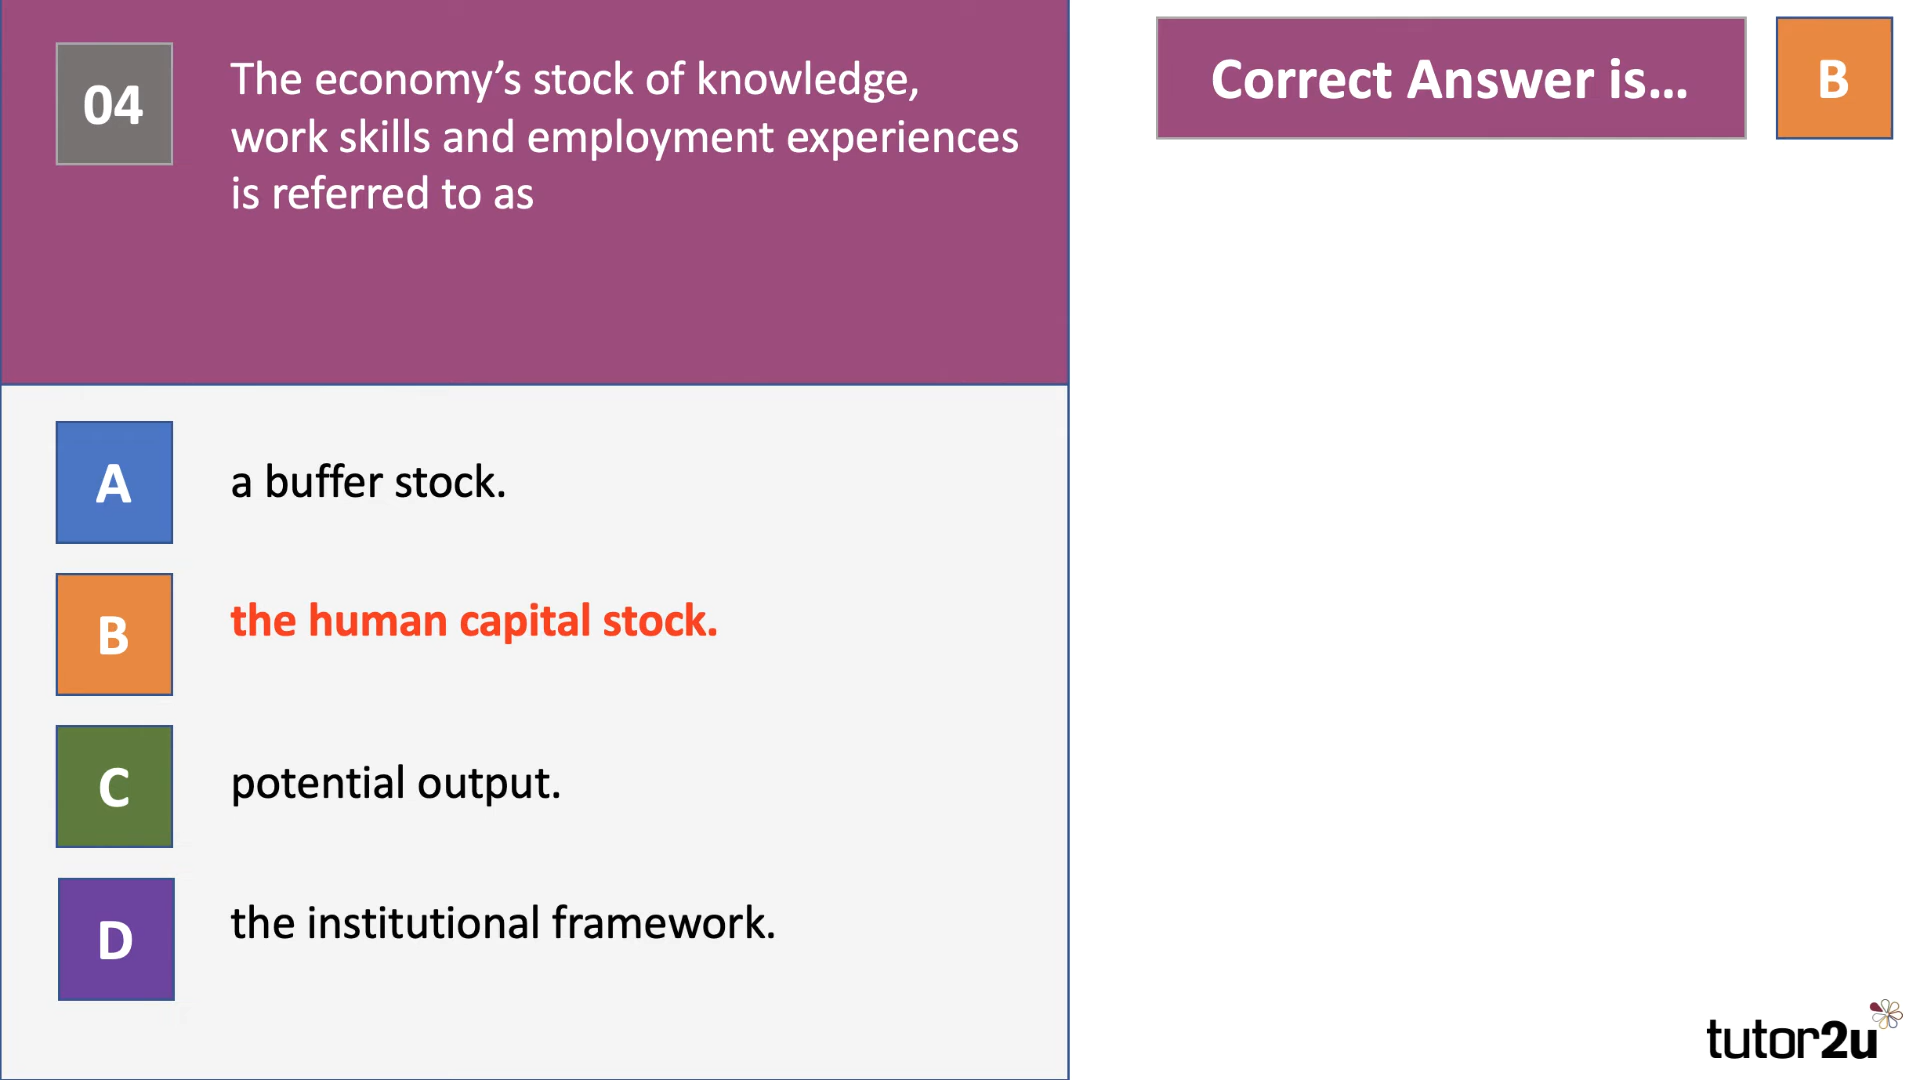 04
The economy’s stock of knowledge,
work skills and employment experiences
is referred to as
A
a buffer stock.
B
the human capital stock.
C
potential output.
D
the institutional framework.
Correct Answer is...
B
tutor2u